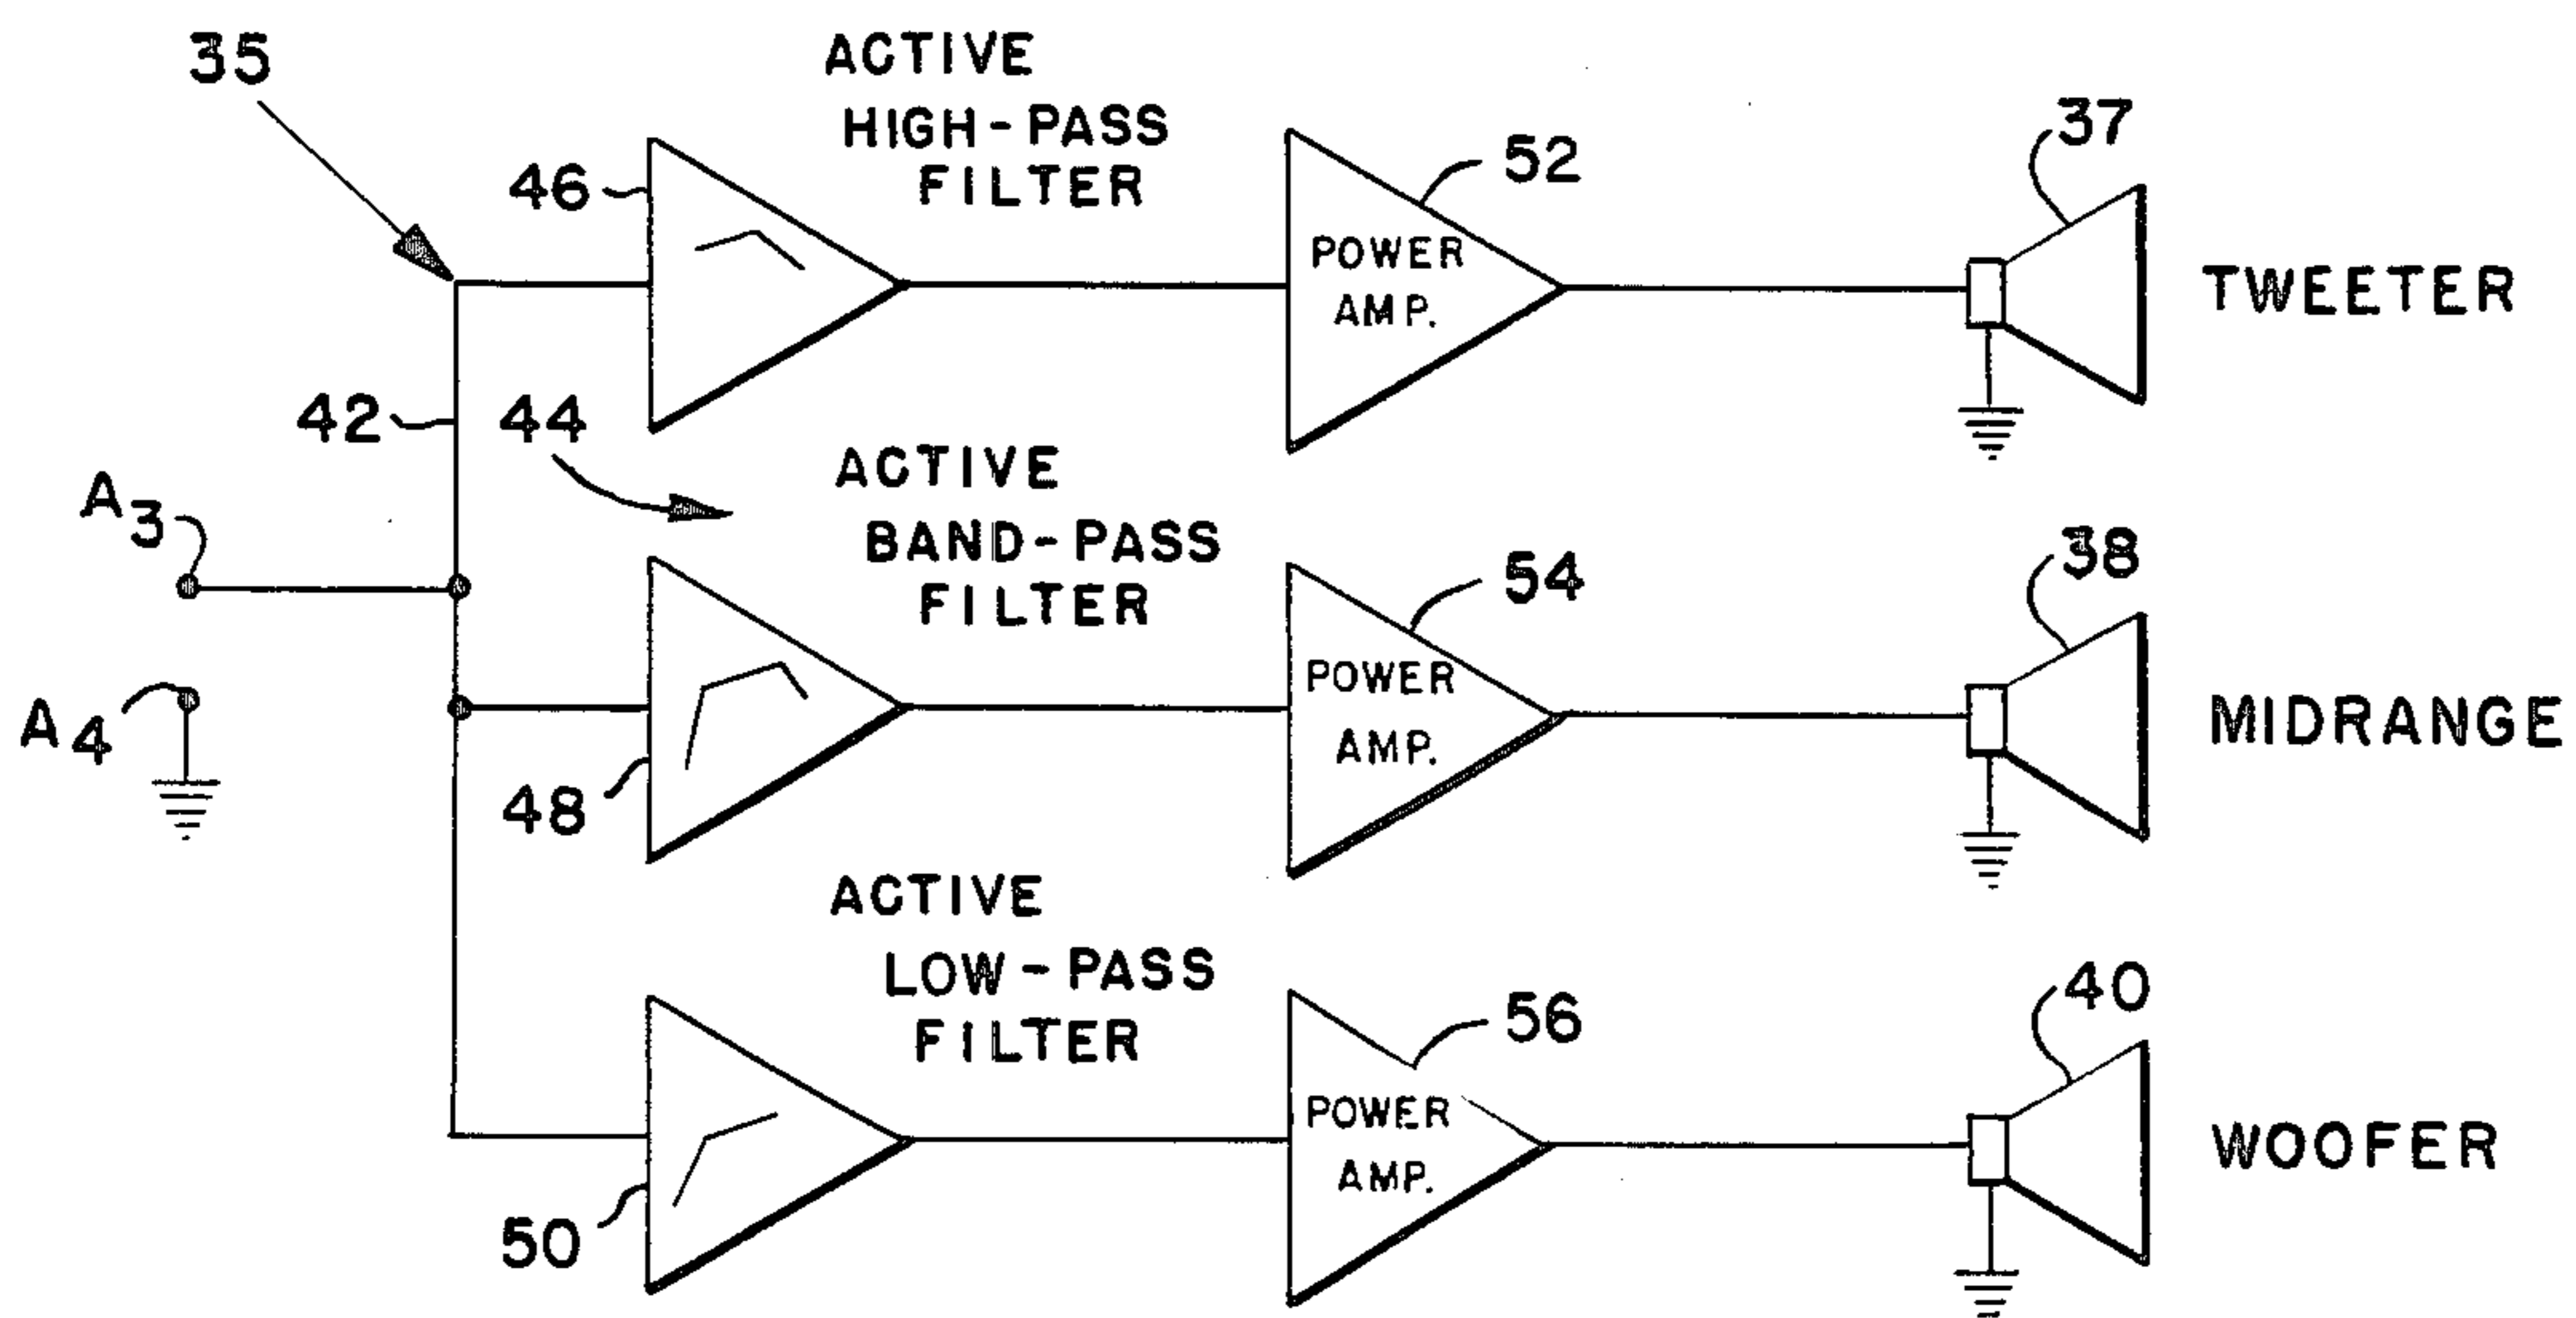 35
ACTIVE
HIGH-PASS
FILTER
46
52
POWER
AMP.
37
TWEETER
42
44
ACTIVE
BAND-PASS
FILTER
A3
A4
48
54
POWER
AMP.
38
MIDRANGE
ACTIVE
LOW-PASS
FILTER
50
56
POWER
AMP.
40
WOOFER